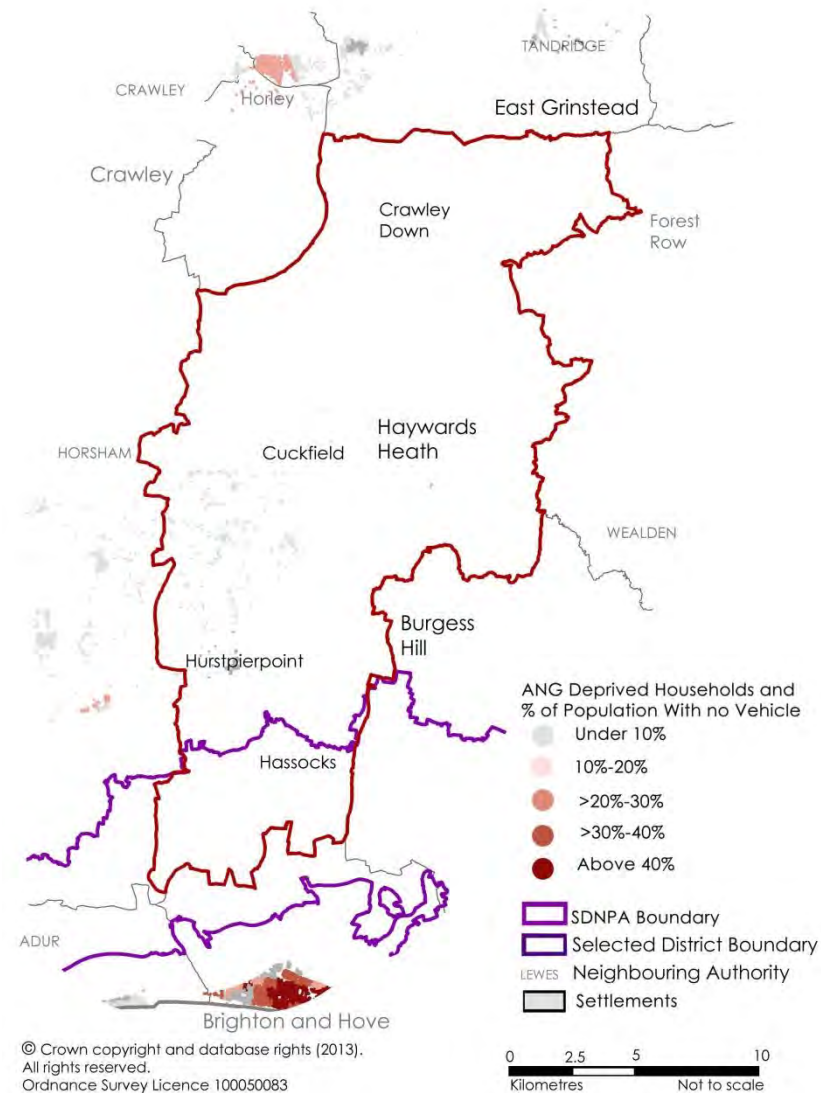 TANDRIDGE
CRAWLEY
Horley
East Grinstead
Crawley
Crawley
Down
Forest
Row
HORSHAM
Cuckfield
Haywards
Heath
WEALDEN
Burgess
Hill
Hurstpierpoint
Hassocks
ADUR
Brighton and Hove
ANG Deprived Households and
% of Population With no Vehicle
Under 10%
10%-20%
>20%-30%
>30%-40%
Above 40%
SDNPA Boundary
Selected District Boundary
LEWES Neighbouring Authority
Settlements
© Crown copyright and database rights (2013).
All rights reserved.
Ordnance Survey Licence 100050083
0 2.5 5 10
Kilometres Not to scale